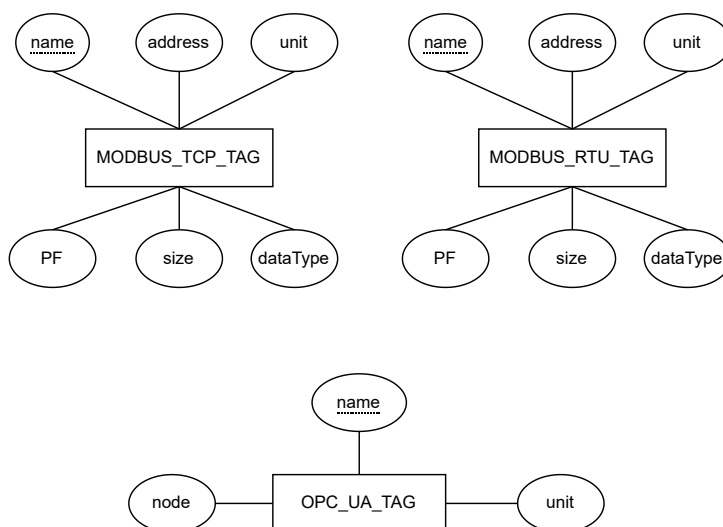 name address unit
name address unit
MODBUS_TCP_TAG
MODBUS_RTU_TAG
PF size dataType
PF size dataType
name
node OPC_UA_TAG unit